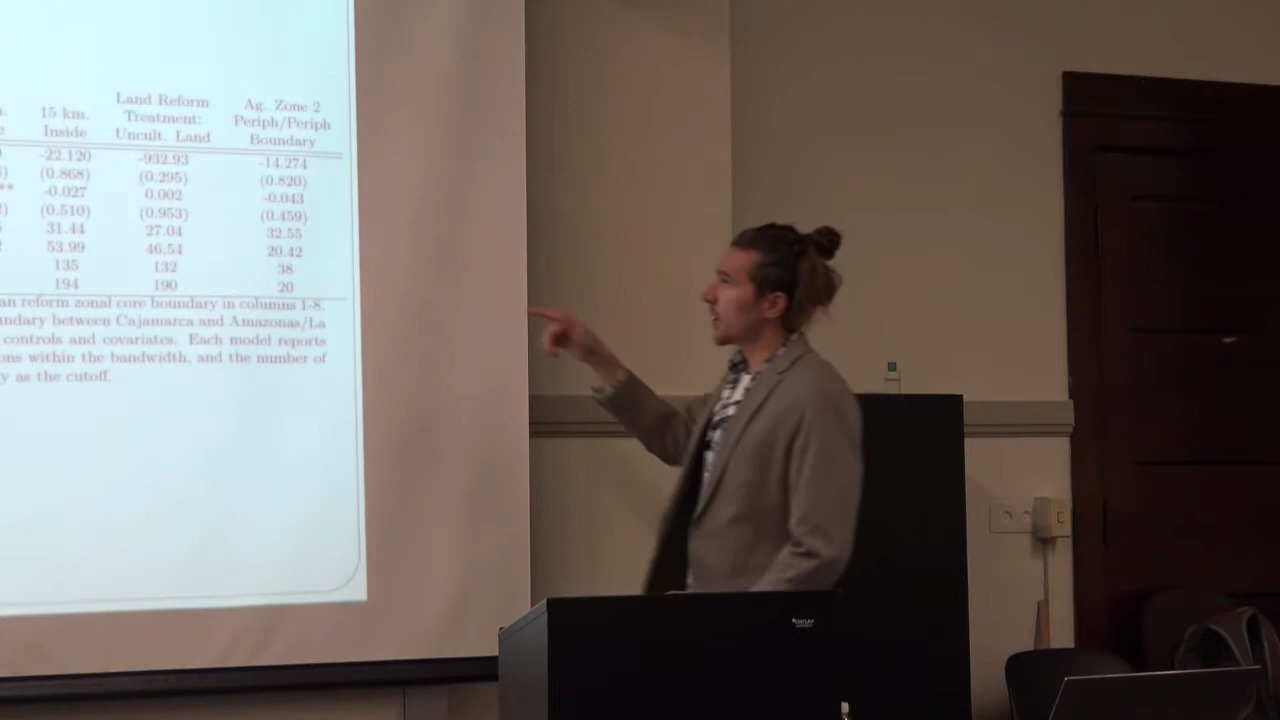 15 km. Land Reform Ag. Zone 2
Inside Treatment: Periph/Periph
Uncult. Land Boundary
-22.120 -932.93 -14.274
(0.868) (0.295) (0.820)
** -0.027 0.002 -0.043
(0.510) (0.953) (0.459)
31.44 27.04 32.55
53.99 46.54 20.42
135 132 38
194 190 20
an reform zonal core boundary in columns 1-8.
undary between Cajamarca and Amazonas/La
controls and covariates. Each model reports
ons within the bandwidth, and the number of
y as the cutoff.